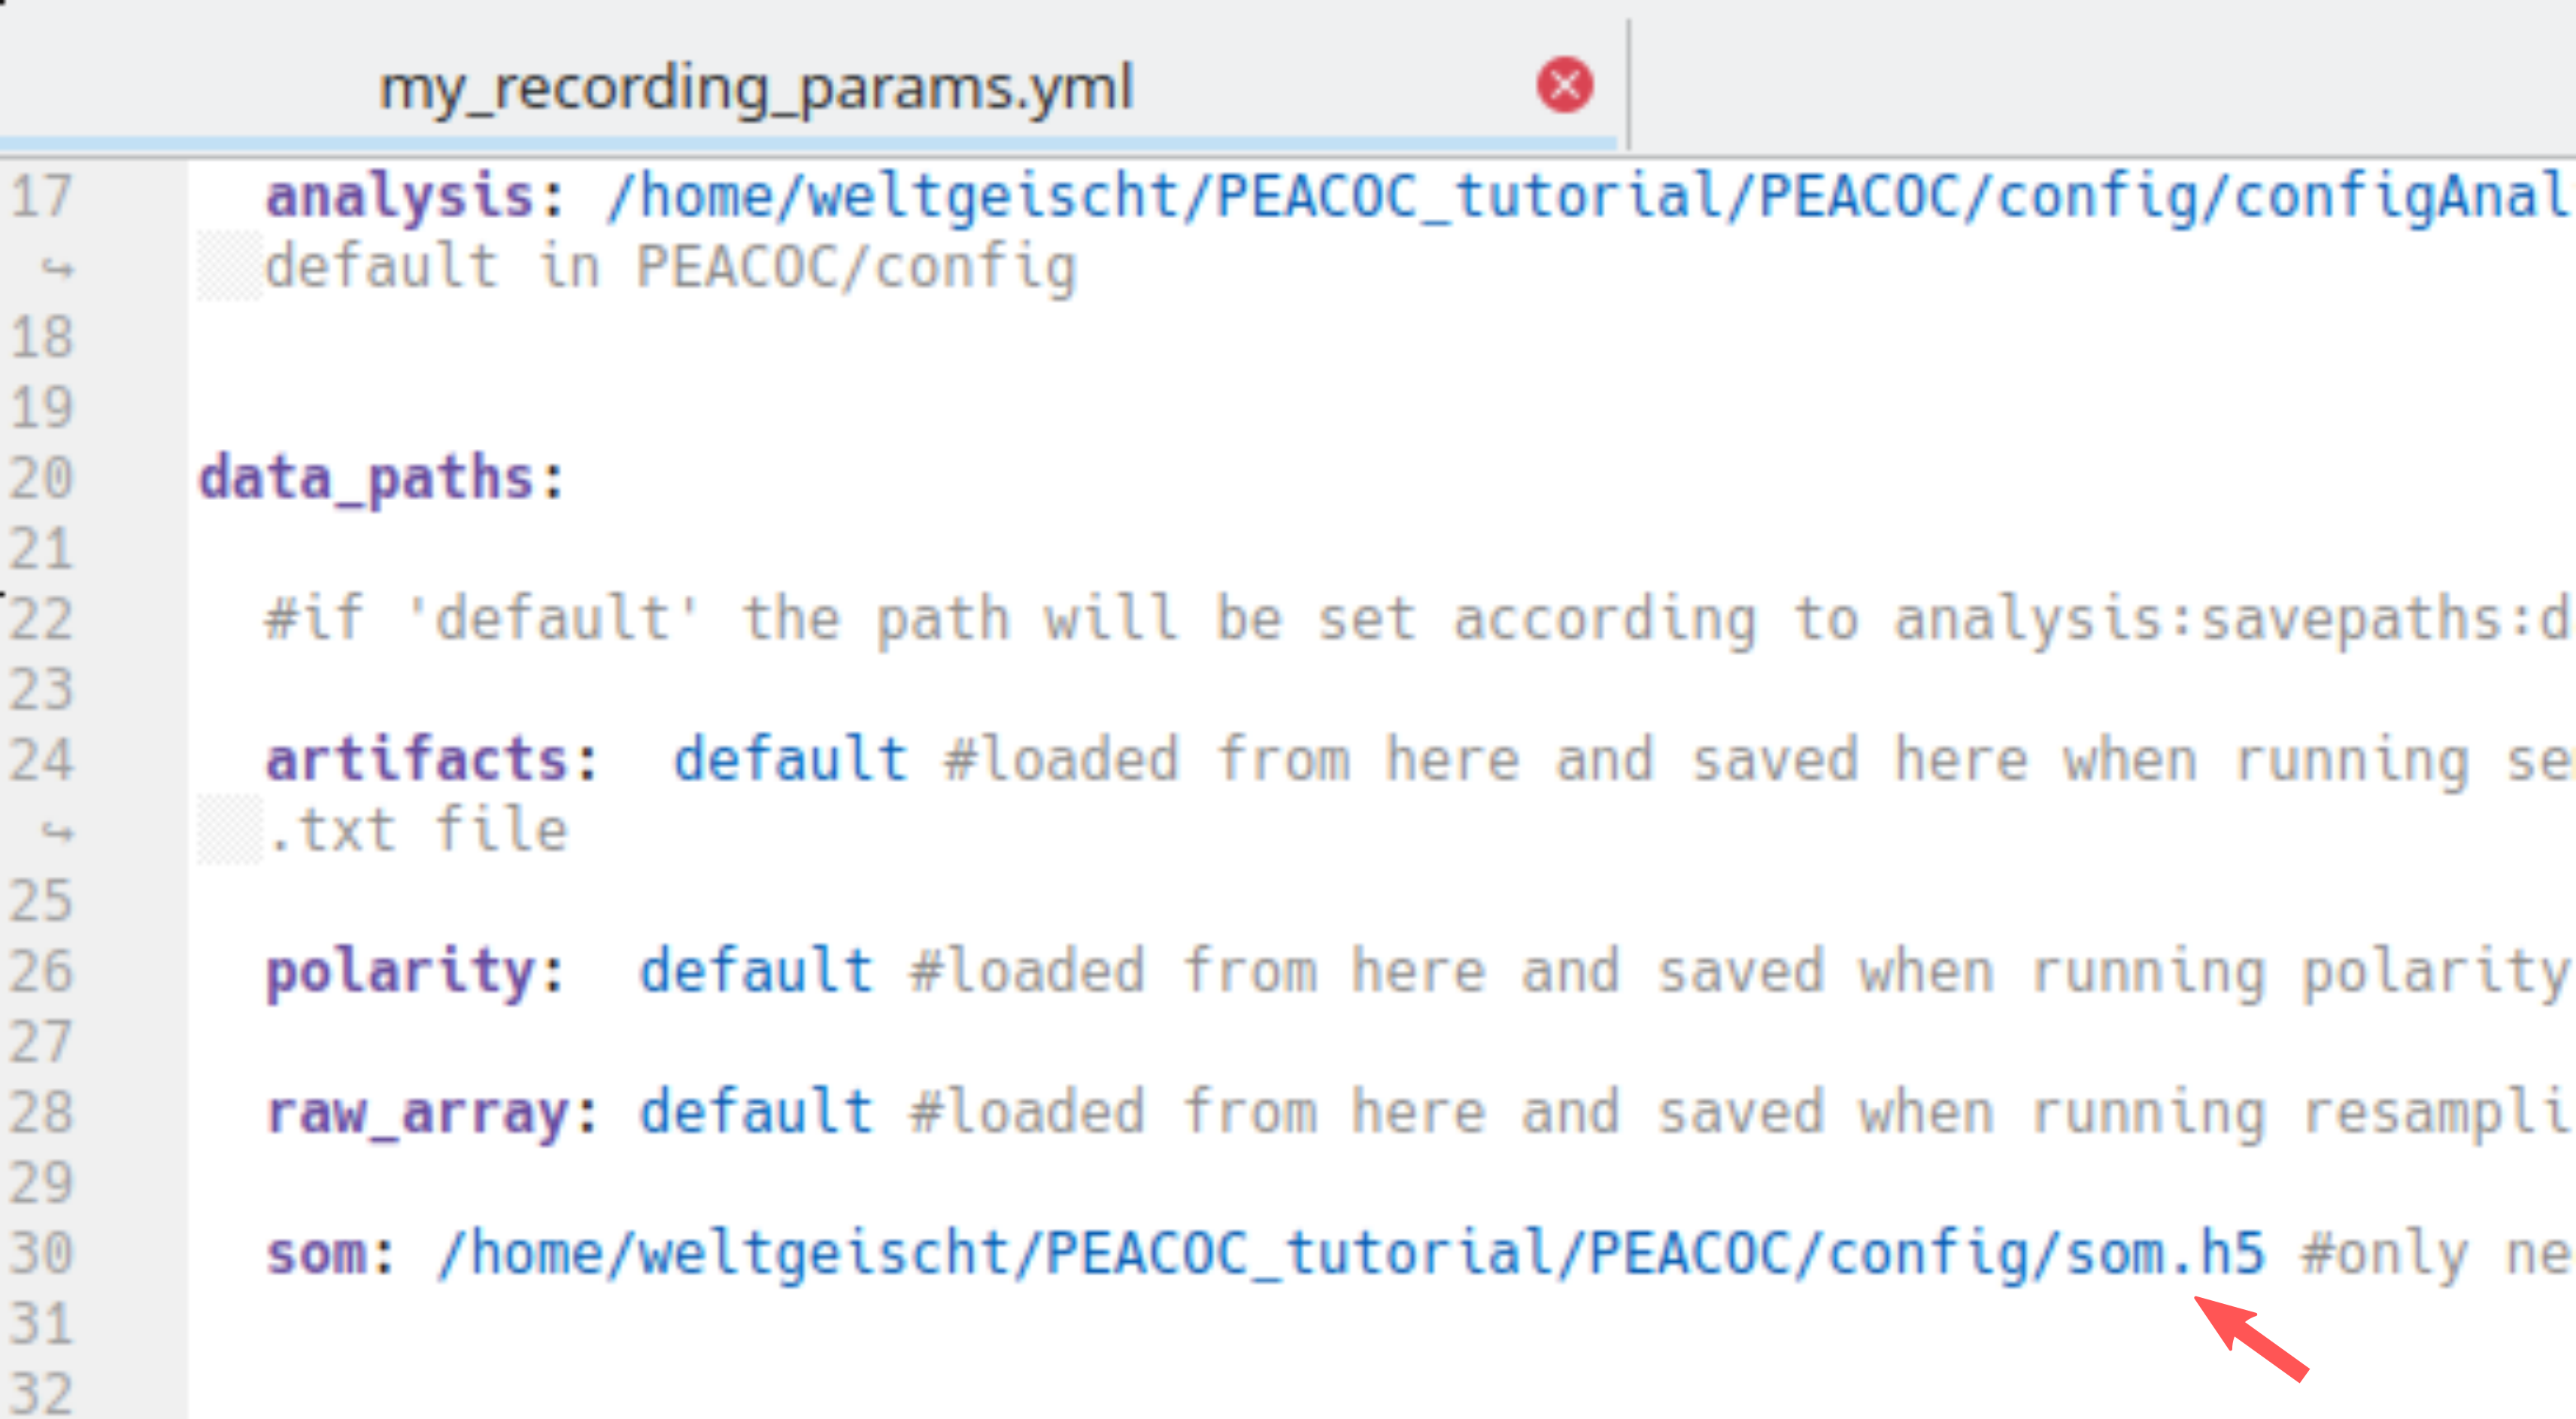 my_recording_params.yml
17 analysis: /home/weltgeischt/PEACOC_tutorial/PEACOC/config/configAnal
default in PEACOC/config
18
19
20 data_paths:
21
22 #if 'default' the path will be set according to analysis:savepaths:d
23
24 artifacts:  default #loaded from here and saved here when running se
.txt file
25
26 polarity:  default #loaded from here and saved when running polarity
27
28 raw_array: default #loaded from here and saved when running resampli
29
30 som: /home/weltgeischt/PEACOC_tutorial/PEACOC/config/som.h5 #only ne
31
32